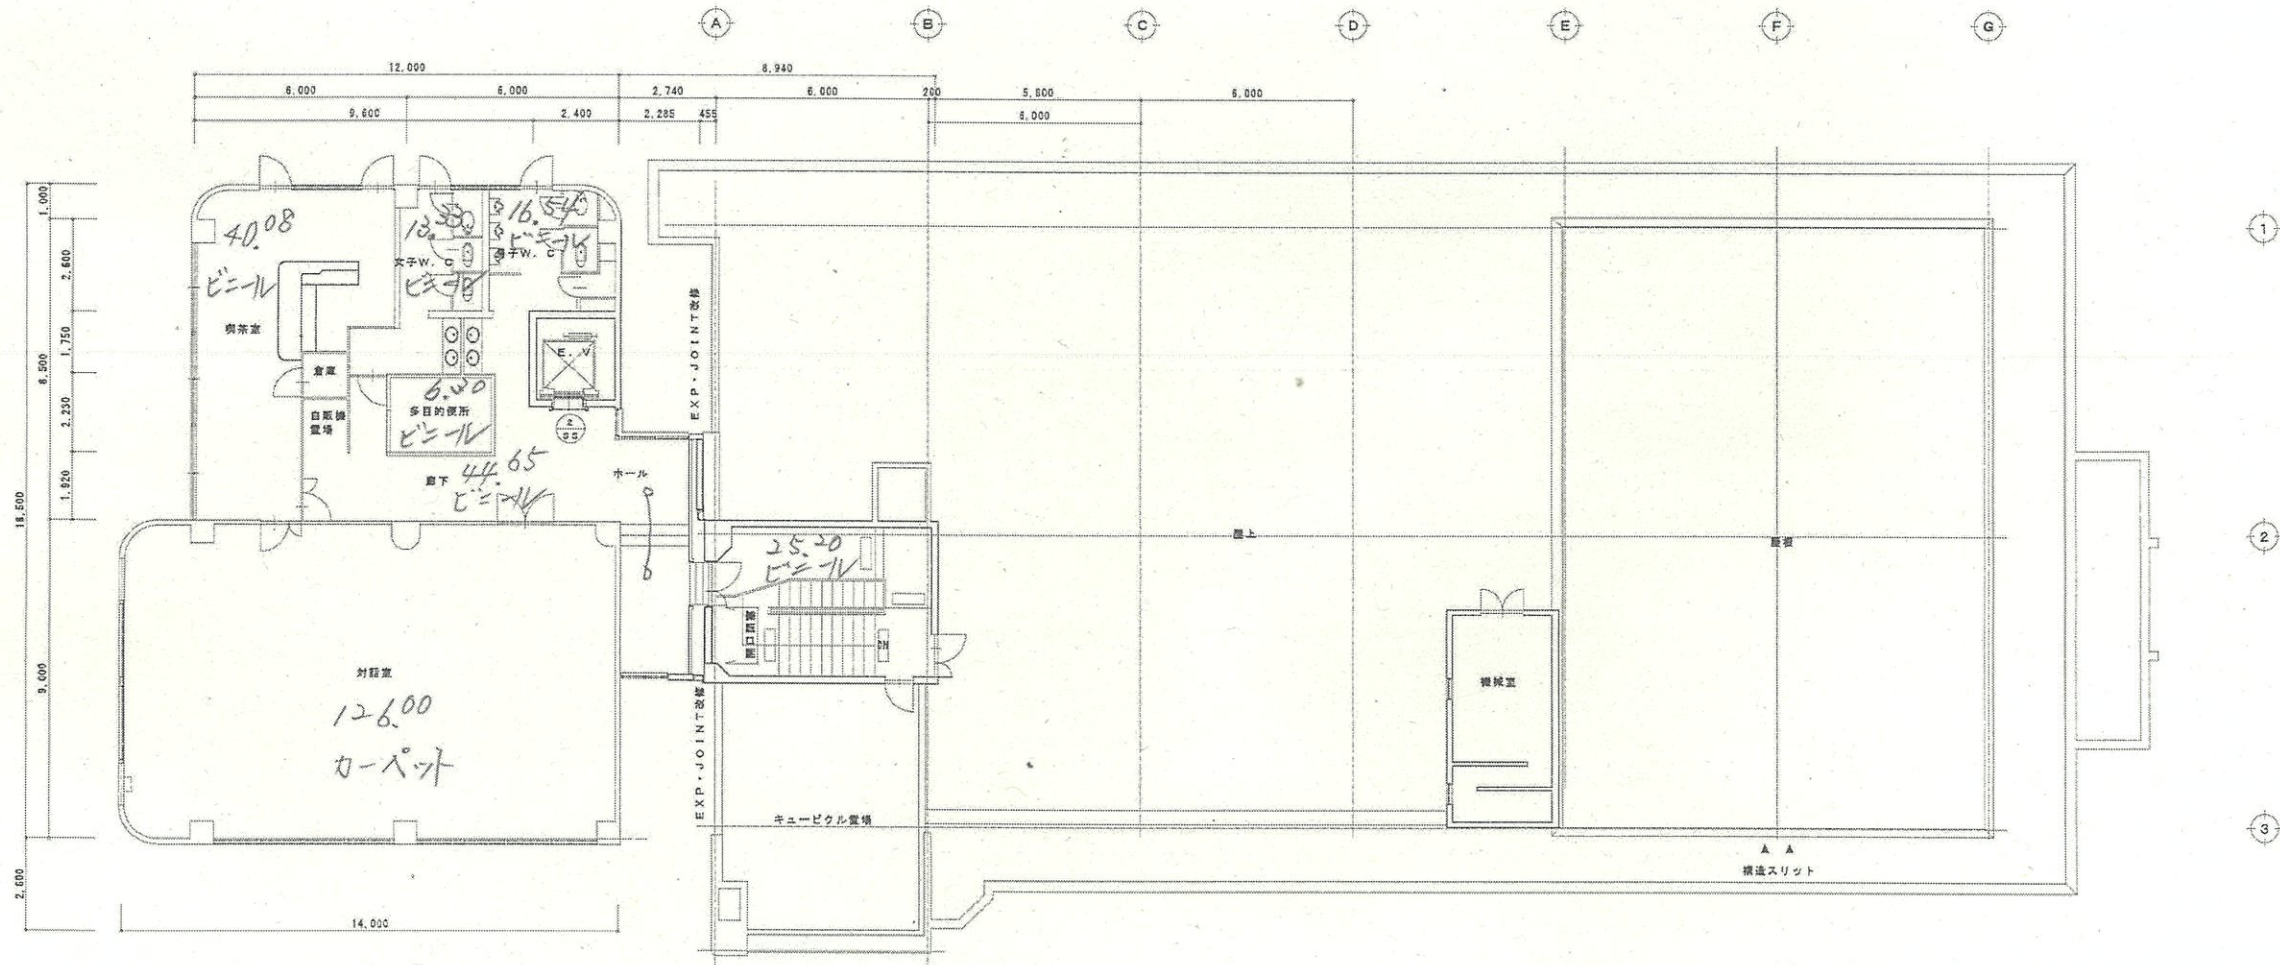 A B C D E F G
12,000 8,940
6,000 6,000 2,740 6,000 200 5,800 6,000
9,600 2,400 2,285 455 6,000
1,000
2,600
1,750
8,500
2,230
1,920
18,500
9,000
2,600
14,000
1
2
3
40.08
ビニール
喫茶室
13.33
女子W.C
ビニール
16.54
ビニール
男子W.C
E.V
倉庫
自販機
置場
6.30
多目的便所
ビニール
2
SS
廊下
44.65
ビニール
ホール
EXP・JOINT改修
25.20
ビニール
DN
対話室
126.00
カーペット
EXP・JOINT改修
キュービクル置場
屋上
屋根
機械室
構造スリット